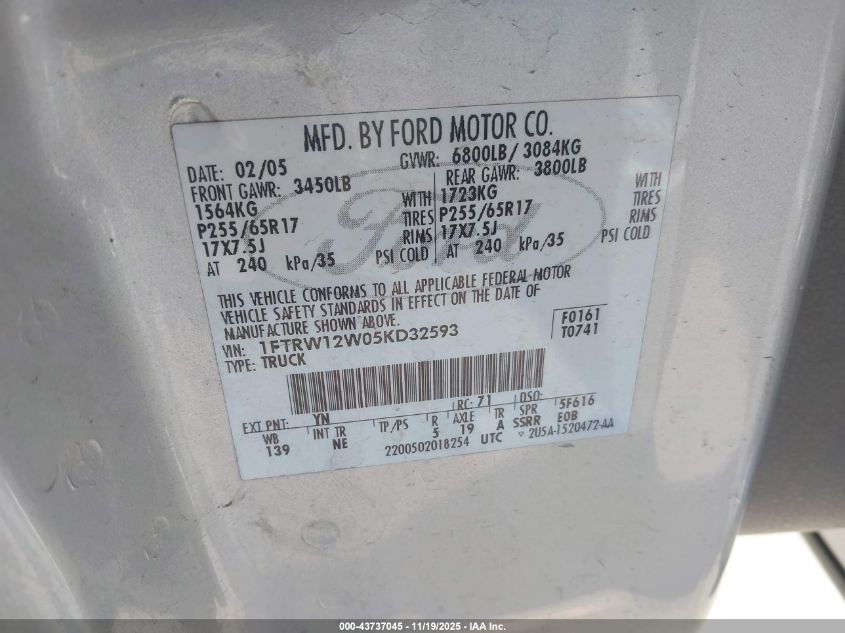 MFD. BY FORD MOTOR CO.
DATE: 02/05 GVWR: 6800LB/ 3084KG
FRONT GAWR: 3450LB REAR GAWR: 3800LB
1564KG WITH 1723KG WITH
P255/65R17 TIRES P255/65R17 TIRES
17X7.5J RIMS 17X7.5J RIMS
AT 240 kPa/35 PSI COLD AT 240 kPa/35 PSI COLD
Ford
THIS VEHICLE CONFORMS TO ALL APPLICABLE FEDERAL MOTOR
VEHICLE SAFETY STANDARDS IN EFFECT ON THE DATE OF
MANUFACTURE SHOWN ABOVE.
VIN: 1FTRW12W05KD32593 F0161
TYPE: TRUCK T0741
EXT PNT: YN RC: 71 DSO: 5F616
WB INT TR TP/PS R AXLE TR SPR EOB
139 NE 5 19 A SSRR
2200502018254 UTC ▽ 2U5A-1520472-AA
000-43737045 - 11/19/2025 - IAA Inc.